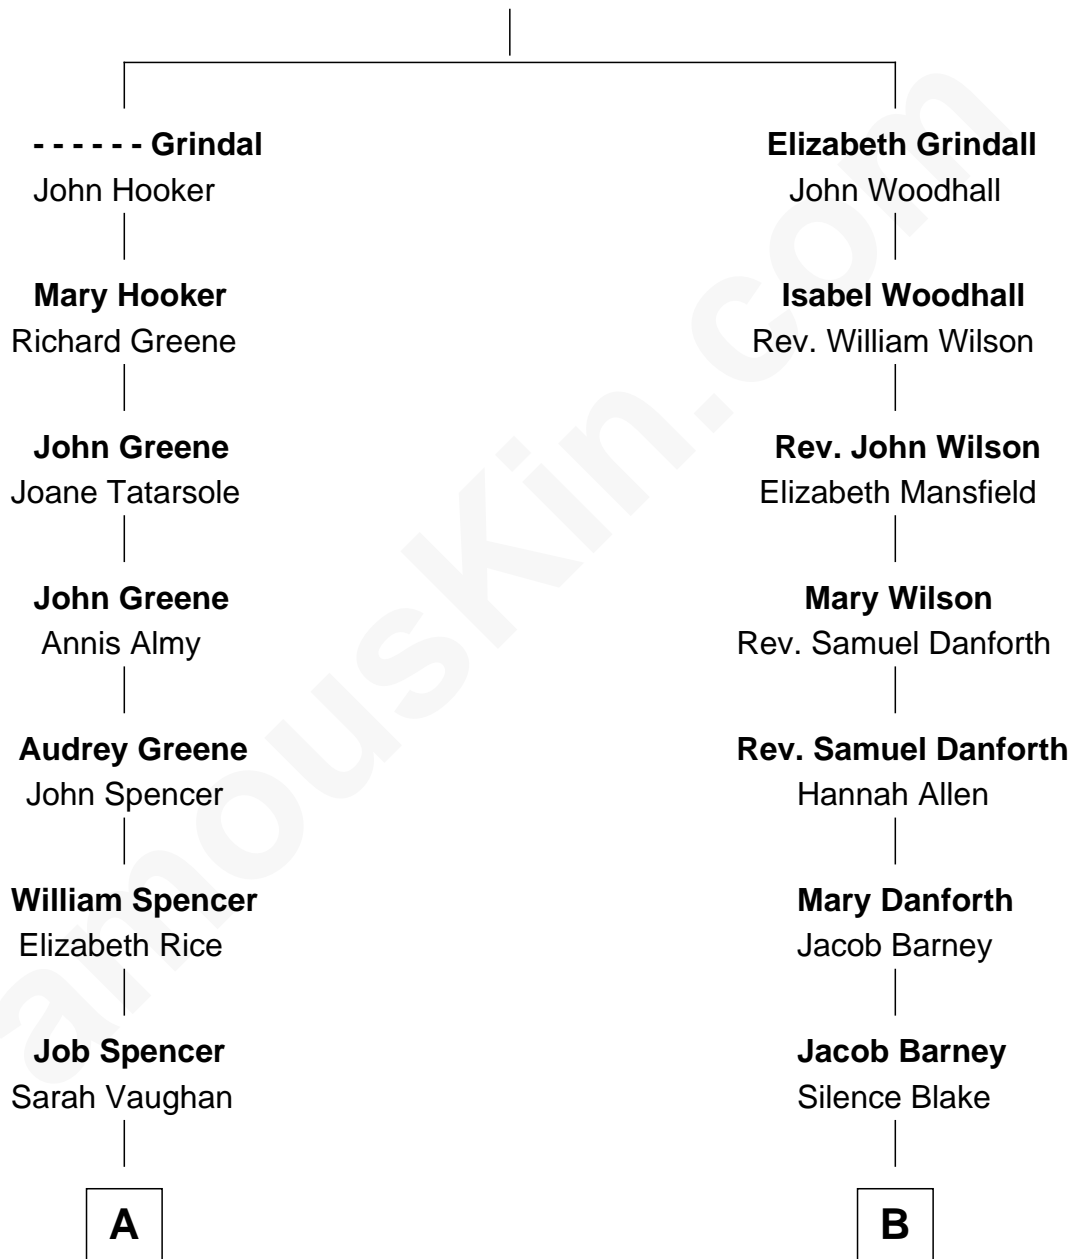 - - - - - - Grindal
John Hooker
Mary Hooker
Richard Greene
John Greene
Joane Tatarsole
John Greene
Annis Almy
Audrey Greene
John Spencer
William Spencer
Elizabeth Rice
Job Spencer
Sarah Vaughan
A
Elizabeth Grindall
John Woodhall
Isabel Woodhall
Rev. William Wilson
Rev. John Wilson
Elizabeth Mansfield
Mary Wilson
Rev. Samuel Danforth
Rev. Samuel Danforth
Hannah Allen
Mary Danforth
Jacob Barney
Jacob Barney
Silence Blake
B
amouskin.com